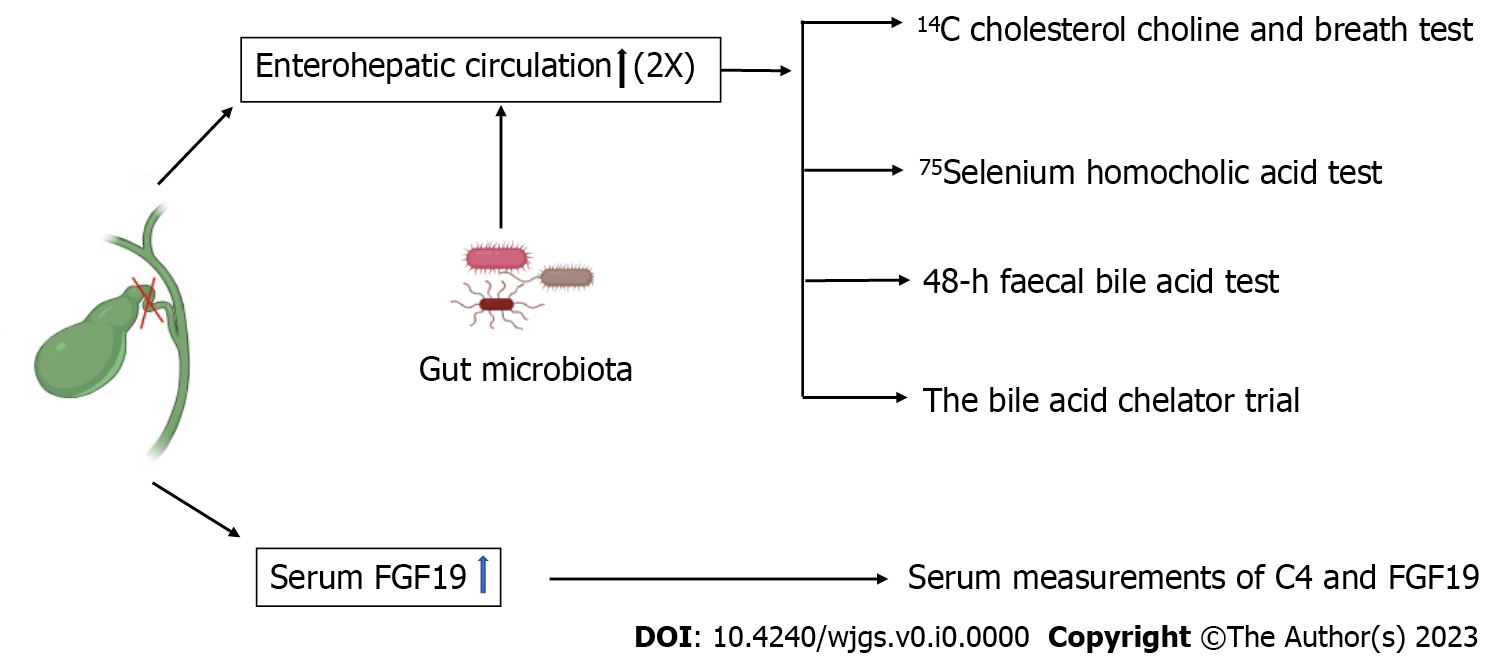 ¹⁴C cholesterol choline and breath test
Enterohepatic circulation (2X)
⁷⁵Selenium homocholic acid test
48-h faecal bile acid test
Gut microbiota
The bile acid chelator trial
Serum FGF19
Serum measurements of C4 and FGF19
DOI: 10.4240/wjgs.v0.i0.0000 Copyright ©The Author(s) 2023